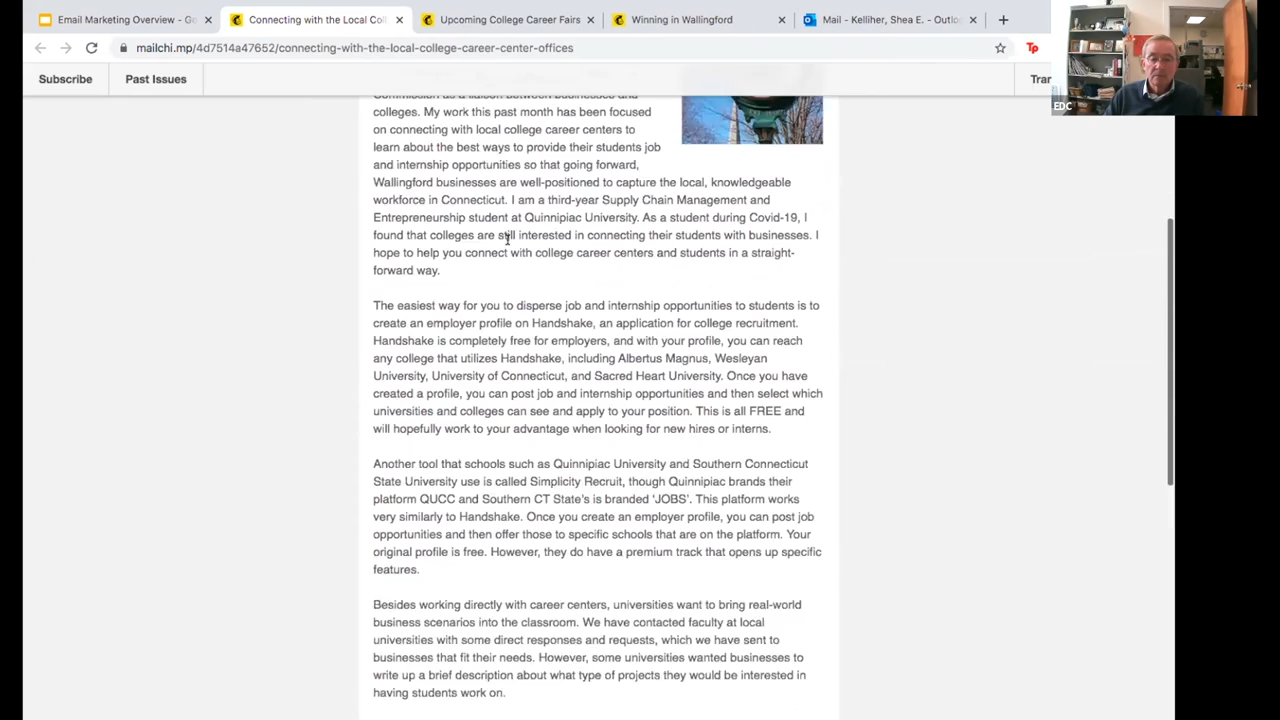 Email Marketing Overview - Go
Connecting with the Local Coll
Upcoming College Career Fairs
Winning in Wallingford
Mail - Kelliher, Shea E. - Outlo
mailchi.mp/4d7514a47652/connecting-with-the-local-college-career-center-offices
Tp
EDC
Subscribe
Past Issues
Tran
Commission as a liaison between businesses and
colleges. My work this past month has been focused
on connecting with local college career centers to
learn about the best ways to provide their students job
and internship opportunities so that going forward,
Wallingford businesses are well-positioned to capture the local, knowledgeable
workforce in Connecticut. I am a third-year Supply Chain Management and
Entrepreneurship student at Quinnipiac University. As a student during Covid-19, I
found that colleges are still interested in connecting their students with businesses. I
hope to help you connect with college career centers and students in a straight-
forward way.
The easiest way for you to disperse job and internship opportunities to students is to
create an employer profile on Handshake, an application for college recruitment.
Handshake is completely free for employers, and with your profile, you can reach
any college that utilizes Handshake, including Albertus Magnus, Wesleyan
University, University of Connecticut, and Sacred Heart University. Once you have
created a profile, you can post job and internship opportunities and then select which
universities and colleges can see and apply to your position. This is all FREE and
will hopefully work to your advantage when looking for new hires or interns.
Another tool that schools such as Quinnipiac University and Southern Connecticut
State University use is called Simplicity Recruit, though Quinnipiac brands their
platform QUCC and Southern CT State's is branded 'JOBS'. This platform works
very similarly to Handshake. Once you create an employer profile, you can post job
opportunities and then offer those to specific schools that are on the platform. Your
original profile is free. However, they do have a premium track that opens up specific
features.
Besides working directly with career centers, universities want to bring real-world
business scenarios into the classroom. We have contacted faculty at local
universities with some direct responses and requests, which we have sent to
businesses that fit their needs. However, some universities wanted businesses to
write up a brief description about what type of projects they would be interested in
having students work on.